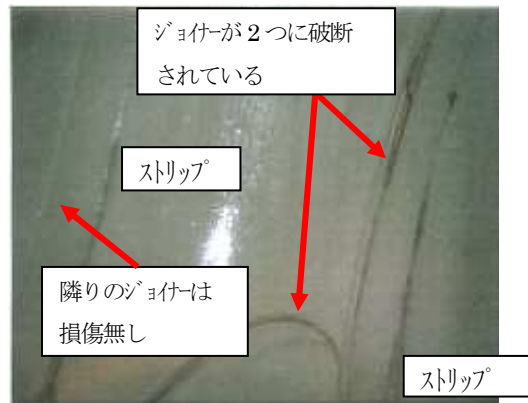 ジョイナーが２つに破断
されている
ストリップ
隣りのジョイナーは
損傷無し
ストリップ